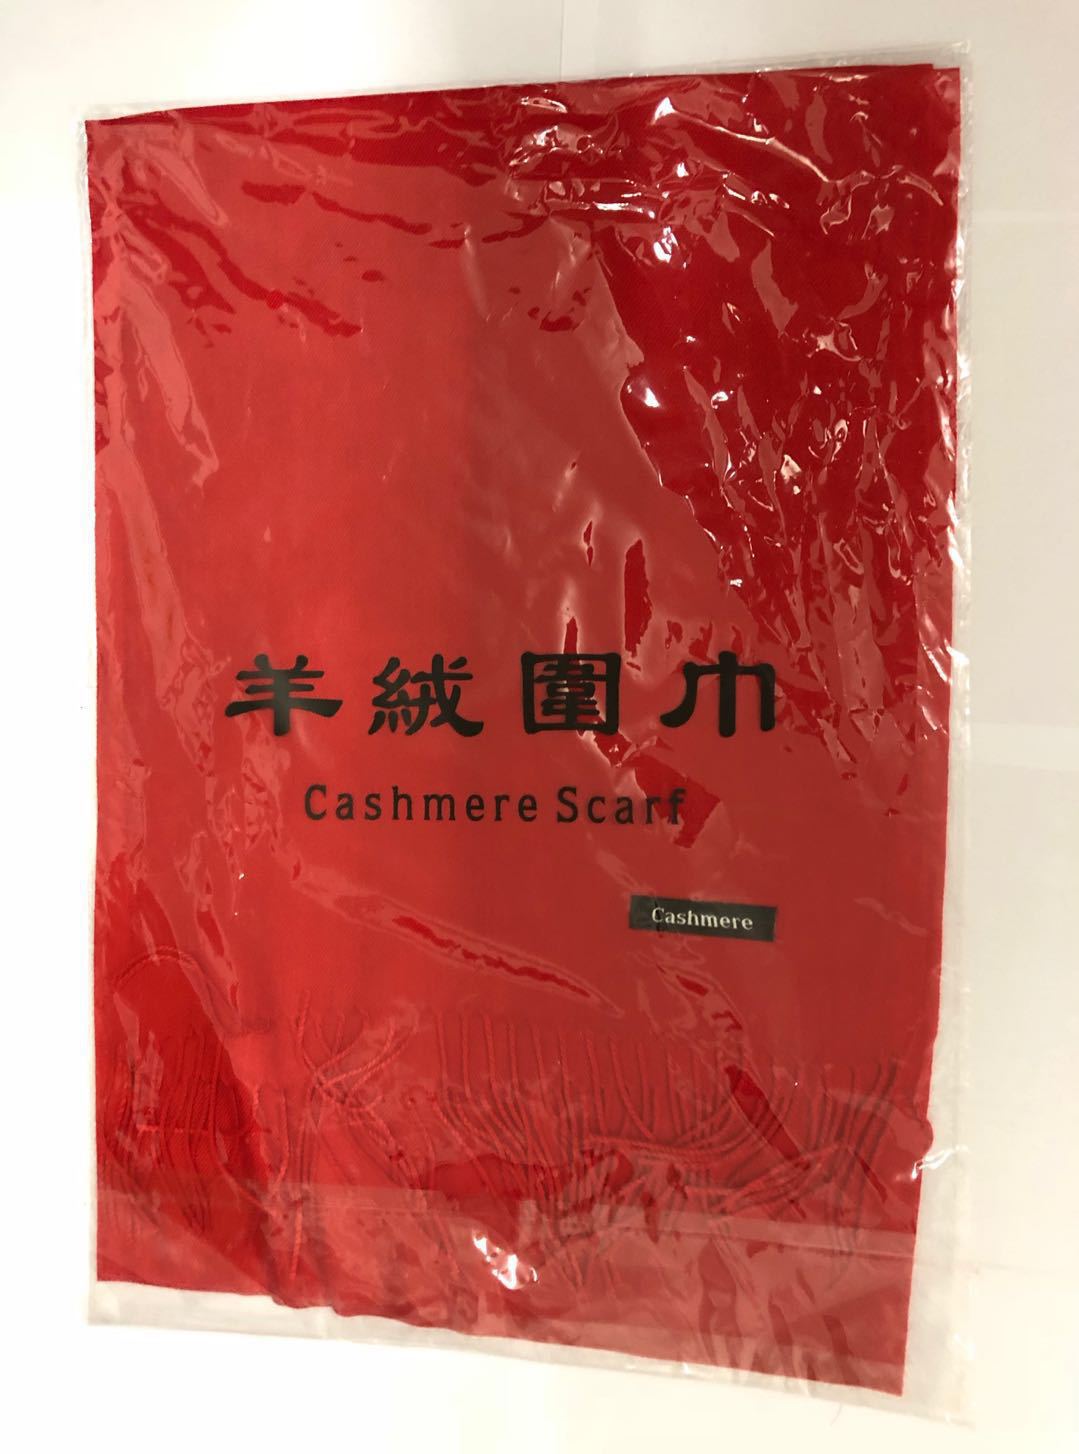 羊絨圍巾
Cashmere Scarf
Cashmere